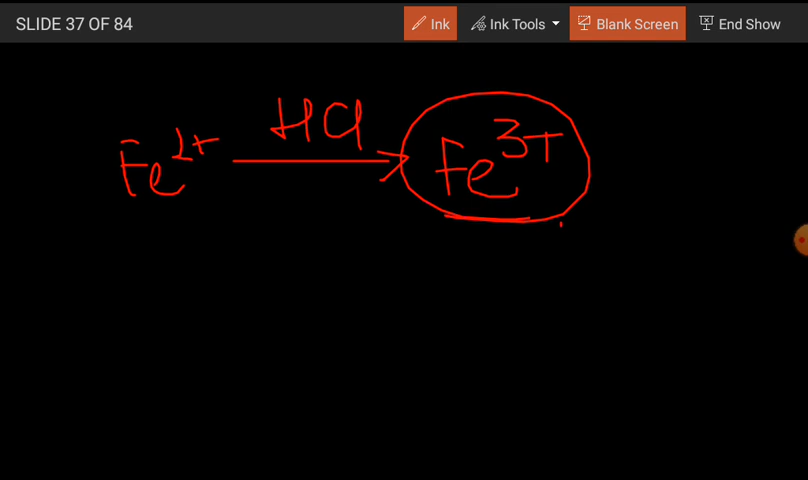 SLIDE 37 OF 84 Ink Ink Tools Blank Screen End Show
HCl
Fe²⁺ → Fe³⁺